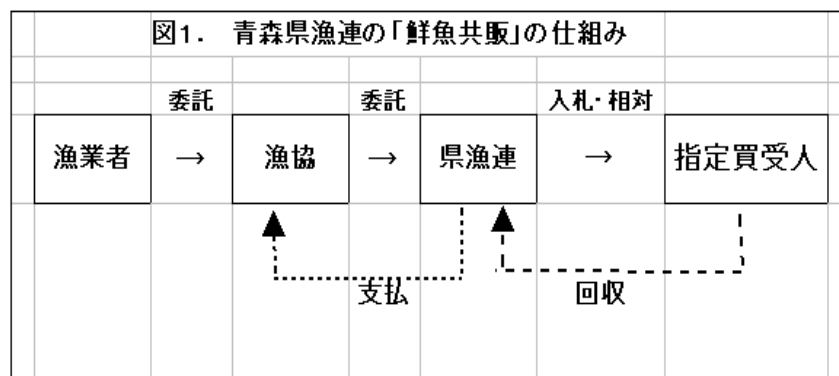 図1. 青森県漁連の「鮮魚共販」の仕組み
委託 委託 入札・相対
漁業者 → 漁協 → 県漁連 → 指定買受人
支払 回収